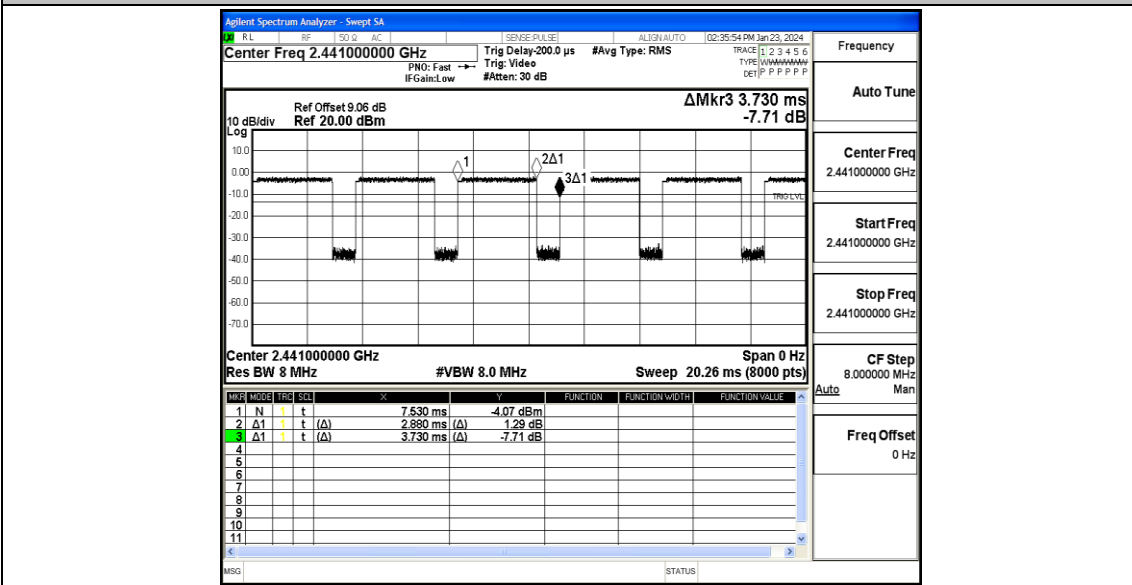 Agilent Spectrum Analyzer - Swept SA
LXI RL RF 50 Ω AC SENSE:PULSE ALIGNAUTO 02:35:54 PM Jan 23, 2024
Center Freq 2.441000000 GHz
PNO: Fast
IFGain:Low
Trig Delay-200.0 µs
Trig: Video
#Atten: 30 dB
#Avg Type: RMS
TRACE 1 2 3 4 5 6
TYPE WWWWWW
DET P P P P P P
Ref Offset 9.06 dB
10 dB/div Ref 20.00 dBm
ΔMkr3 3.730 ms
-7.71 dB
Log
10.0
0.00
-10.0
-20.0
-30.0
-40.0
-50.0
-60.0
-70.0
1
2Δ1
3Δ1
TRIG LVL
Center 2.441000000 GHz Span 0 Hz
Res BW 8 MHz #VBW 8.0 MHz Sweep 20.26 ms (8000 pts)
MKR MODE TRC SCL X Y FUNCTION FUNCTION WIDTH FUNCTION VALUE
1 N 1 t 7.530 ms -4.07 dBm
2 Δ1 1 t (Δ) 2.880 ms (Δ) 1.29 dB
3 Δ1 1 t (Δ) 3.730 ms (Δ) -7.71 dB
4
5
6
7
8
9
10
11
MSG STATUS
Frequency
Auto Tune
Center Freq
2.441000000 GHz
Start Freq
2.441000000 GHz
Stop Freq
2.441000000 GHz
CF Step
8.000000 MHz
Auto Man
Freq Offset
0 Hz